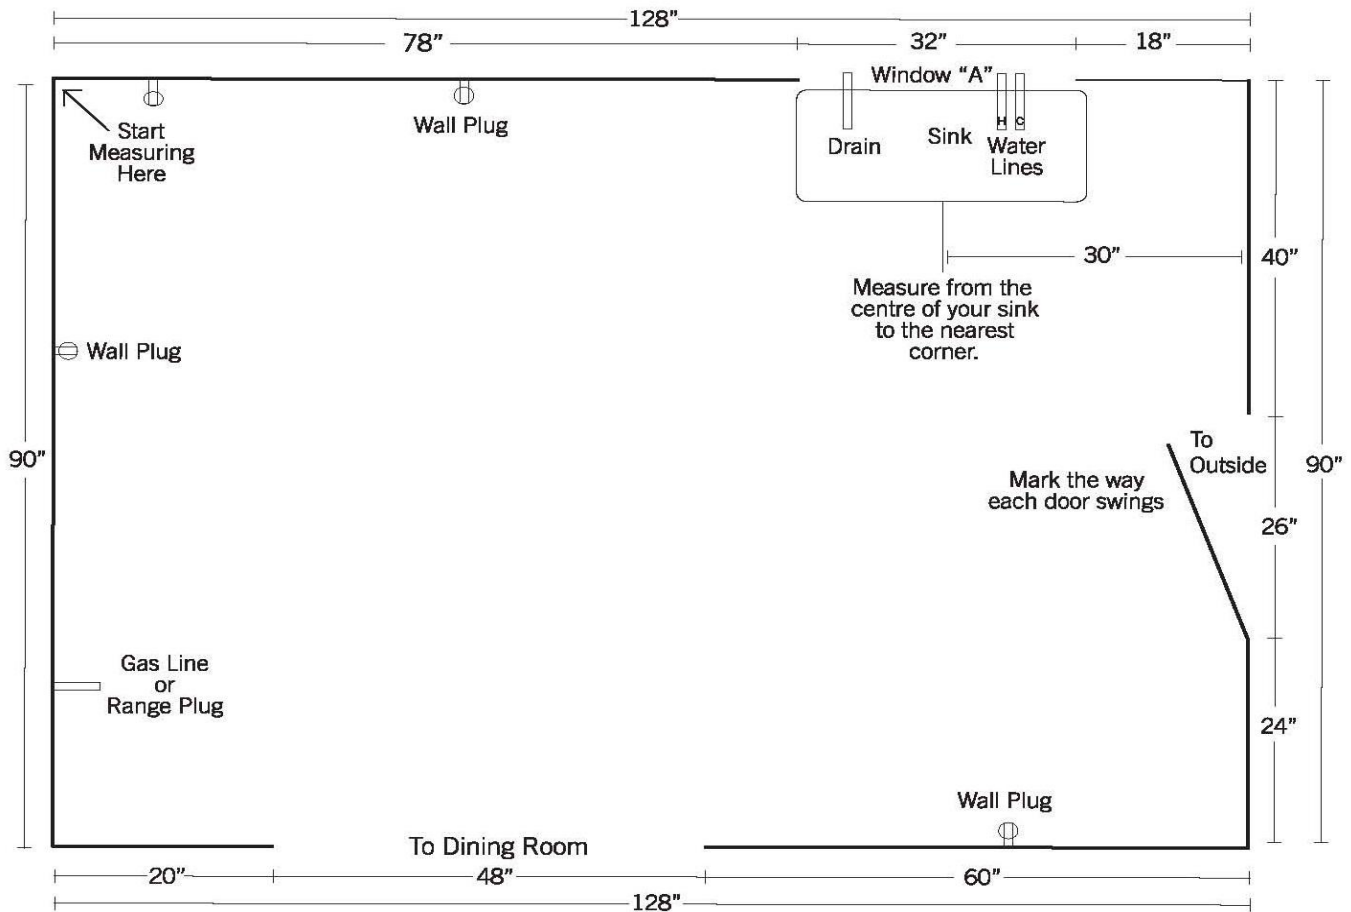 128”
78”
32”
18”
Window “A”
Start
Measuring
Here
Wall Plug
Drain
Sink
H
C
Water
Lines
30”
40”
Measure from the
centre of your sink
to the nearest
corner.
Wall Plug
90”
To
Outside
90”
Mark the way
each door swings
26”
Gas Line
or
Range Plug
24”
Wall Plug
To Dining Room
20”
48”
60”
128”